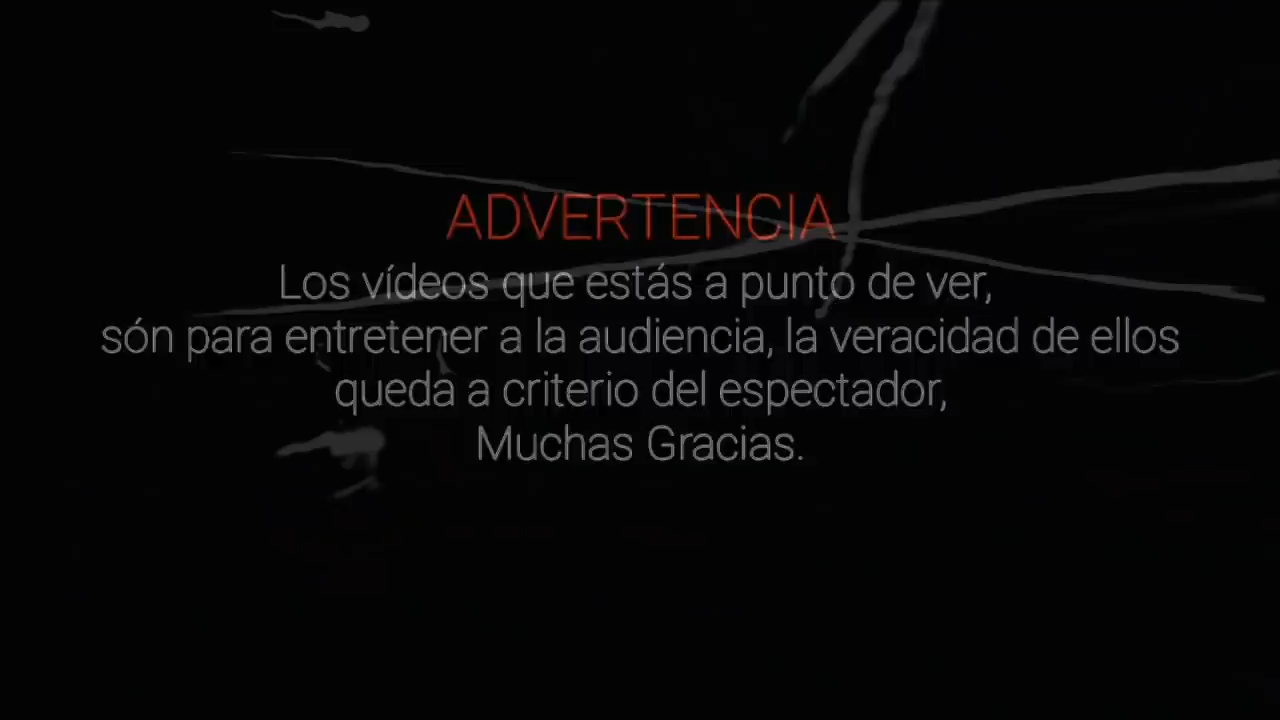 ADVERTENCIA
Los vídeos que estás a punto de ver,
són para entretener a la audiencia, la veracidad de ellos
queda a criterio del espectador,
Muchas Gracias.